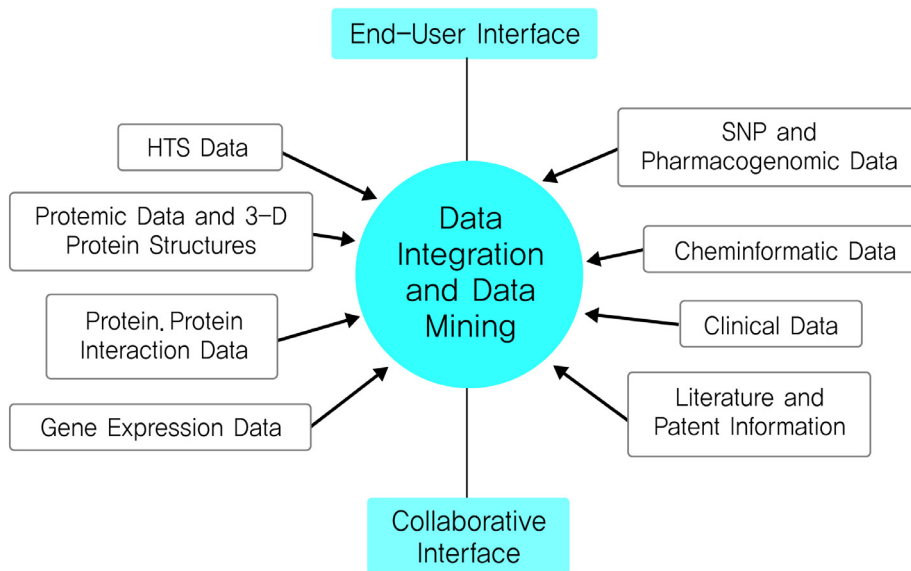 End-User Interface
HTS Data
SNP and
Pharmacogenomic Data
Protemic Data and 3-D
Protein Structures
Data
Integration
and Data
Mining
Cheminformatic Data
Protein. Protein
Interaction Data
Clinical Data
Gene Expression Data
Literature and
Patent Information
Collaborative
Interface